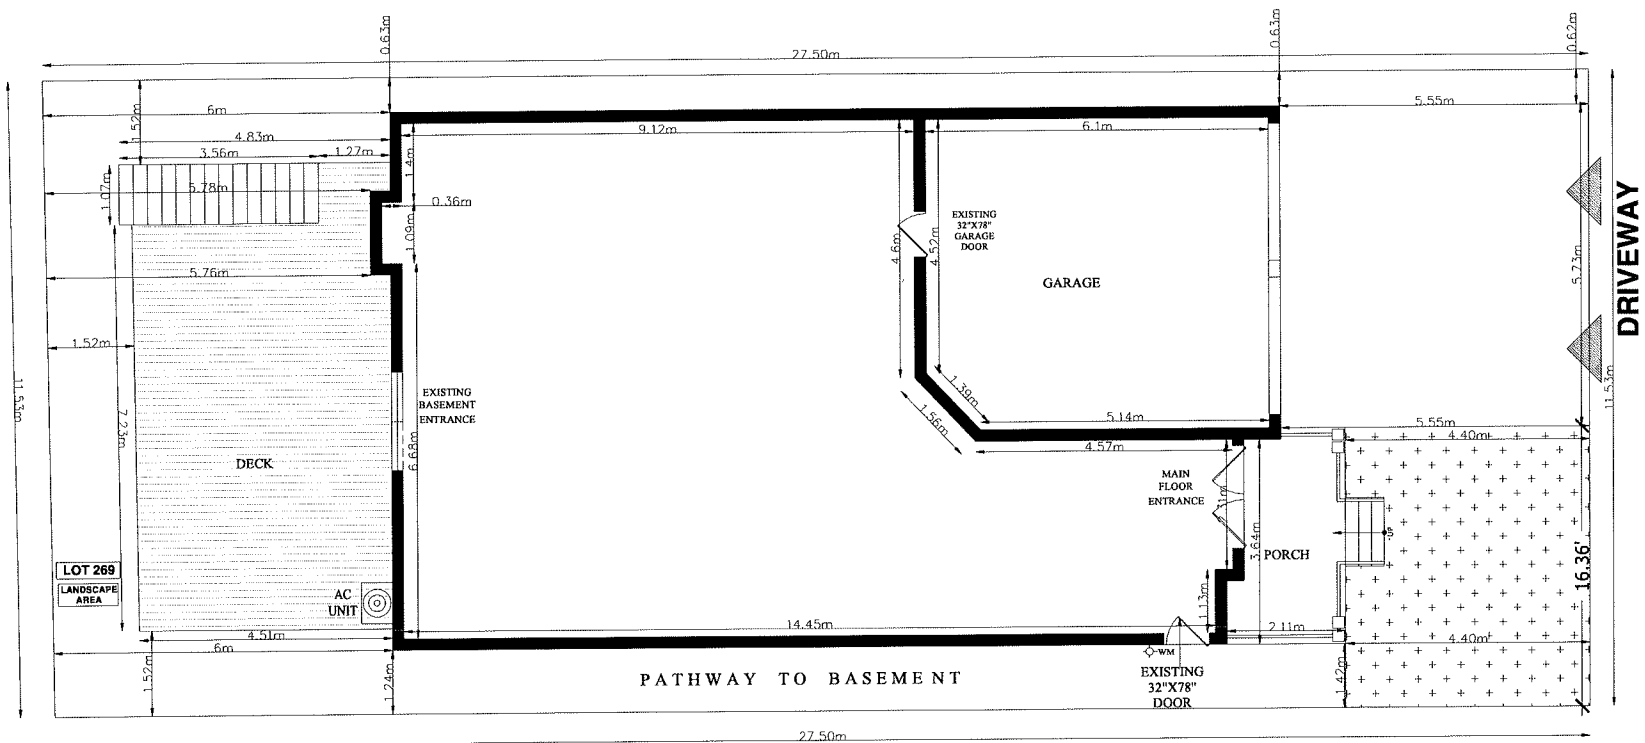 0.63m
0.63m
0.62m
27.50m
6m
1.52m
5.55m
4.83m
9.12m
6.1m
3.56m
1.27m
1.4m
1.07m
5.78m
0.36m
DRIVEWAY
EXISTING
32"X78"
GARAGE
DOOR
1.09m
4.6m
4.52m
5.76m
GARAGE
5.73m
1.52m
11.53m
11.53m
EXISTING
BASEMENT
ENTRANCE
1.39m
1.56m
5.14m
5.55m
4.40m
7.23m
6.68m
4.57m
DECK
MAIN
FLOOR
ENTRANCE
3.64m
PORCH
UP
16.36'
LOT 269
LANDSCAPE
AREA
AC
UNIT
1.13m
14.45m
2.11m
4.51m
6m
4.40m
WM
1.52m
1.24m
PATHWAY TO BASEMENT
EXISTING
32"X78"
DOOR
1.42m
27.50m